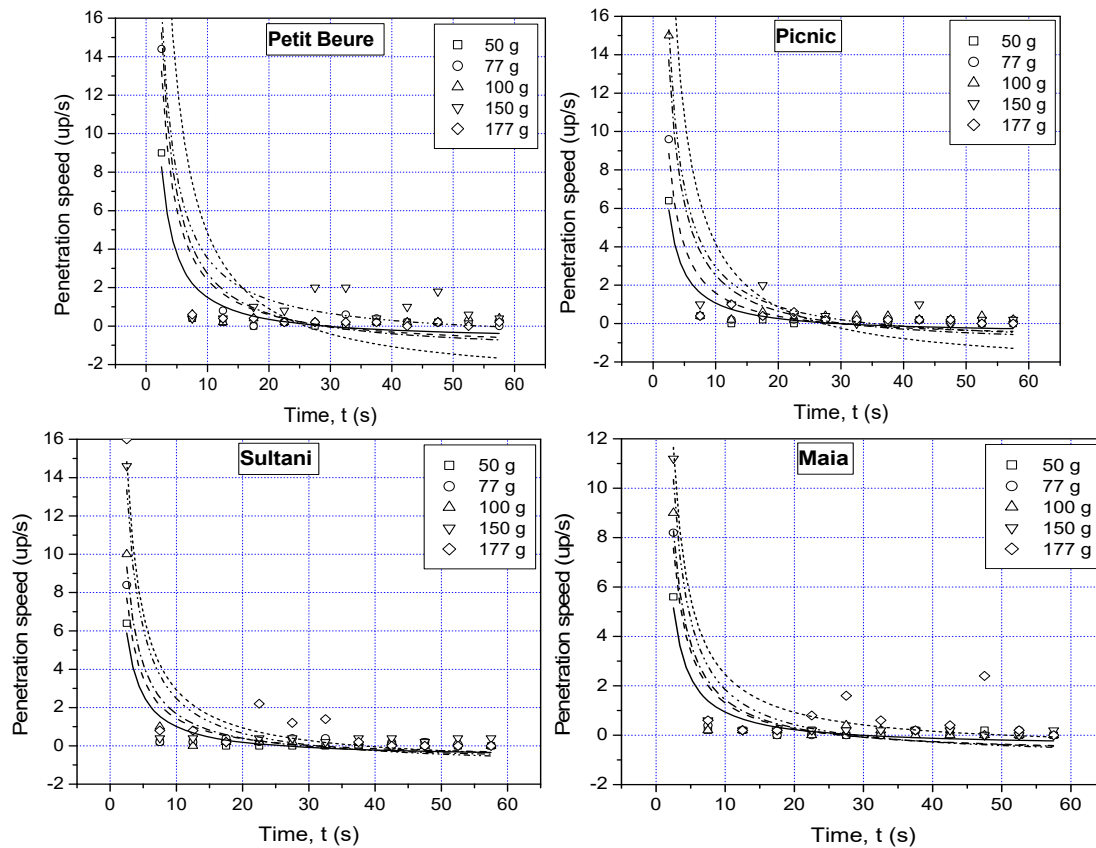 Petit Beure
50 g
77 g
100 g
150 g
177 g
Penetration speed (up/s)
16
14
12
10
8
6
4
2
0
-2
0 10 20 30 40 50 60
Time, t (s)
Picnic
50 g
77 g
100 g
150 g
177 g
Penetration speed (up/s)
16
14
12
10
8
6
4
2
0
-2
0 10 20 30 40 50 60
Time, t (s)
Sultani
50 g
77 g
100 g
150 g
177 g
Penetration speed (up/s)
16
14
12
10
8
6
4
2
0
-2
0 10 20 30 40 50 60
Time, t (s)
Maia
50 g
77 g
100 g
150 g
177 g
Penetration speed (up/s)
12
10
8
6
4
2
0
-2
0 10 20 30 40 50 60
Time, t (s)